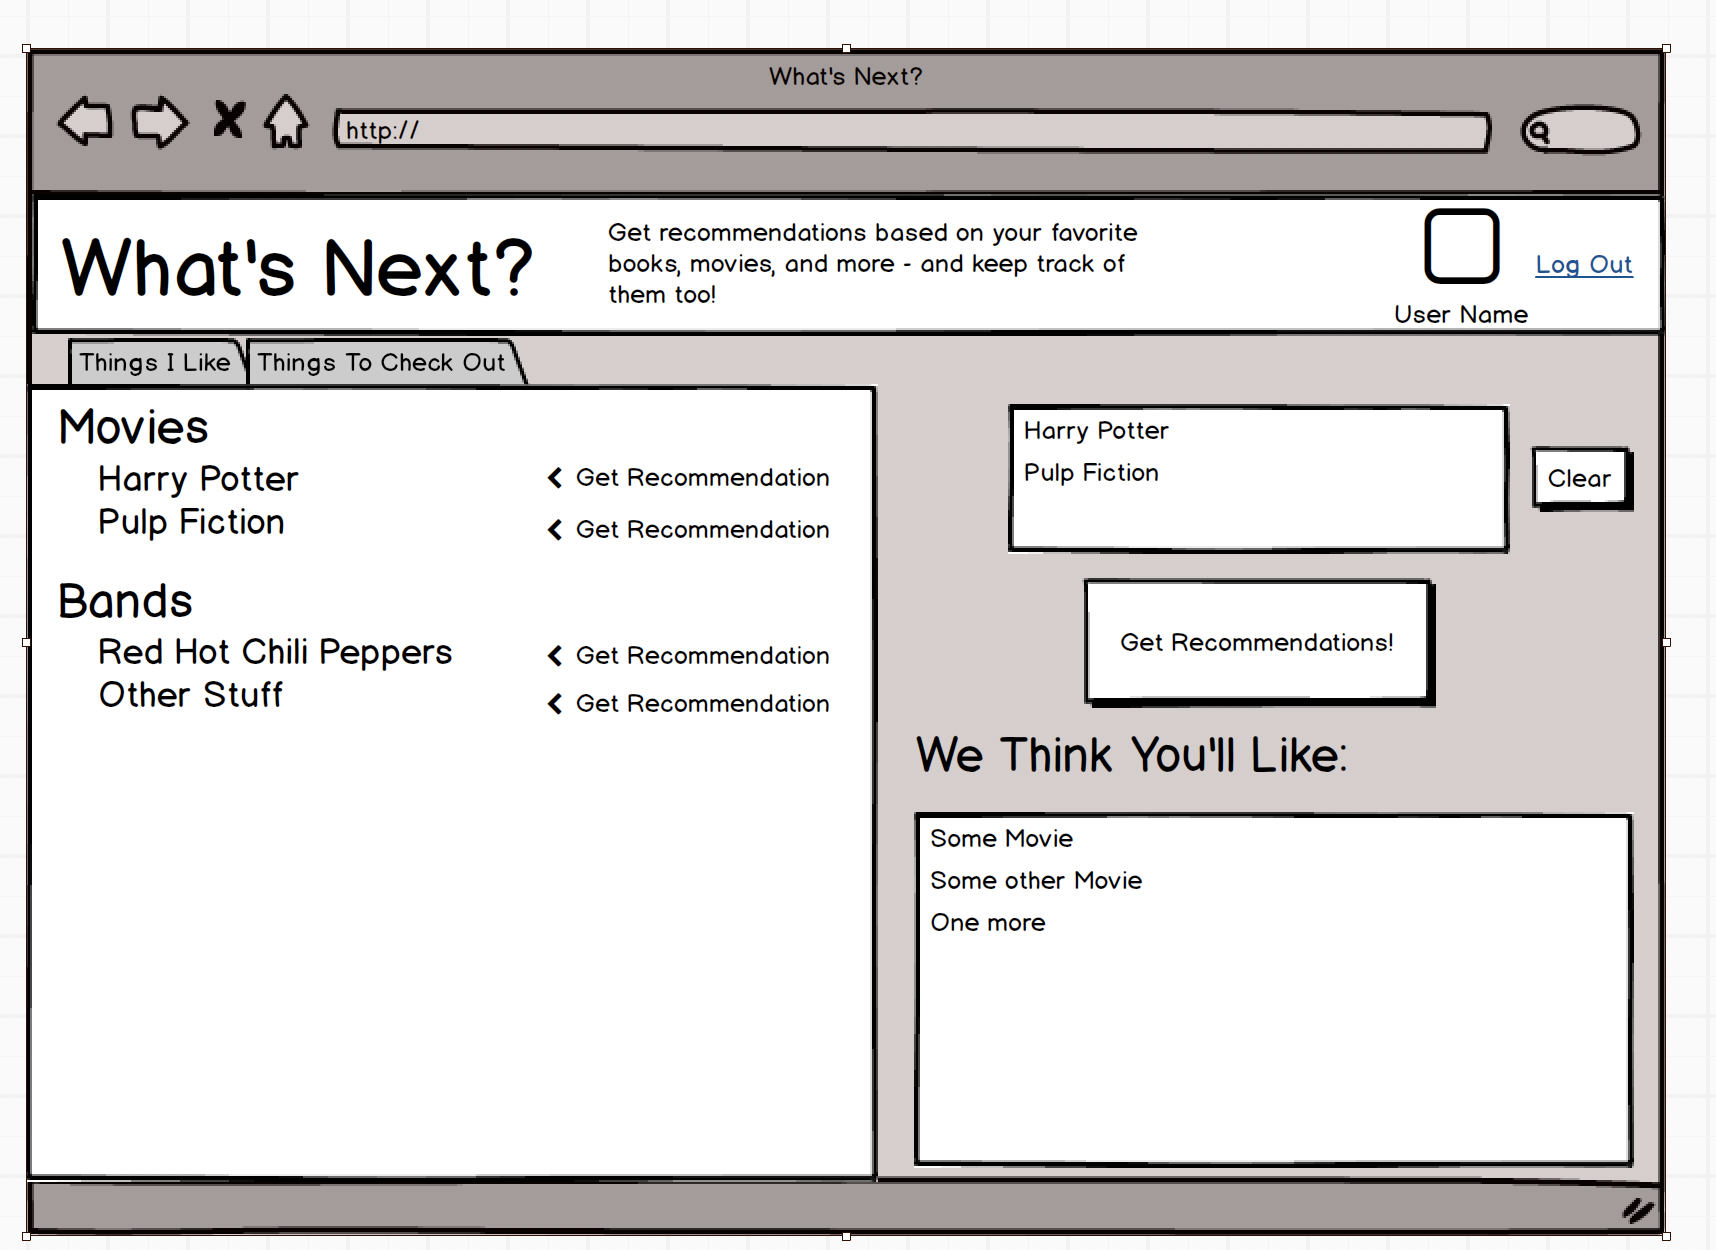 What's Next?
http://
What's Next?
Get recommendations based on your favorite
books, movies, and more - and keep track of
them too!
User Name
Log Out
Things I Like
Things To Check Out
Movies
Harry Potter
Get Recommendation
Pulp Fiction
Get Recommendation
Bands
Red Hot Chili Peppers
Get Recommendation
Other Stuff
Get Recommendation
Harry Potter
Pulp Fiction
Clear
Get Recommendations!
We Think You'll Like:
Some Movie
Some other Movie
One more